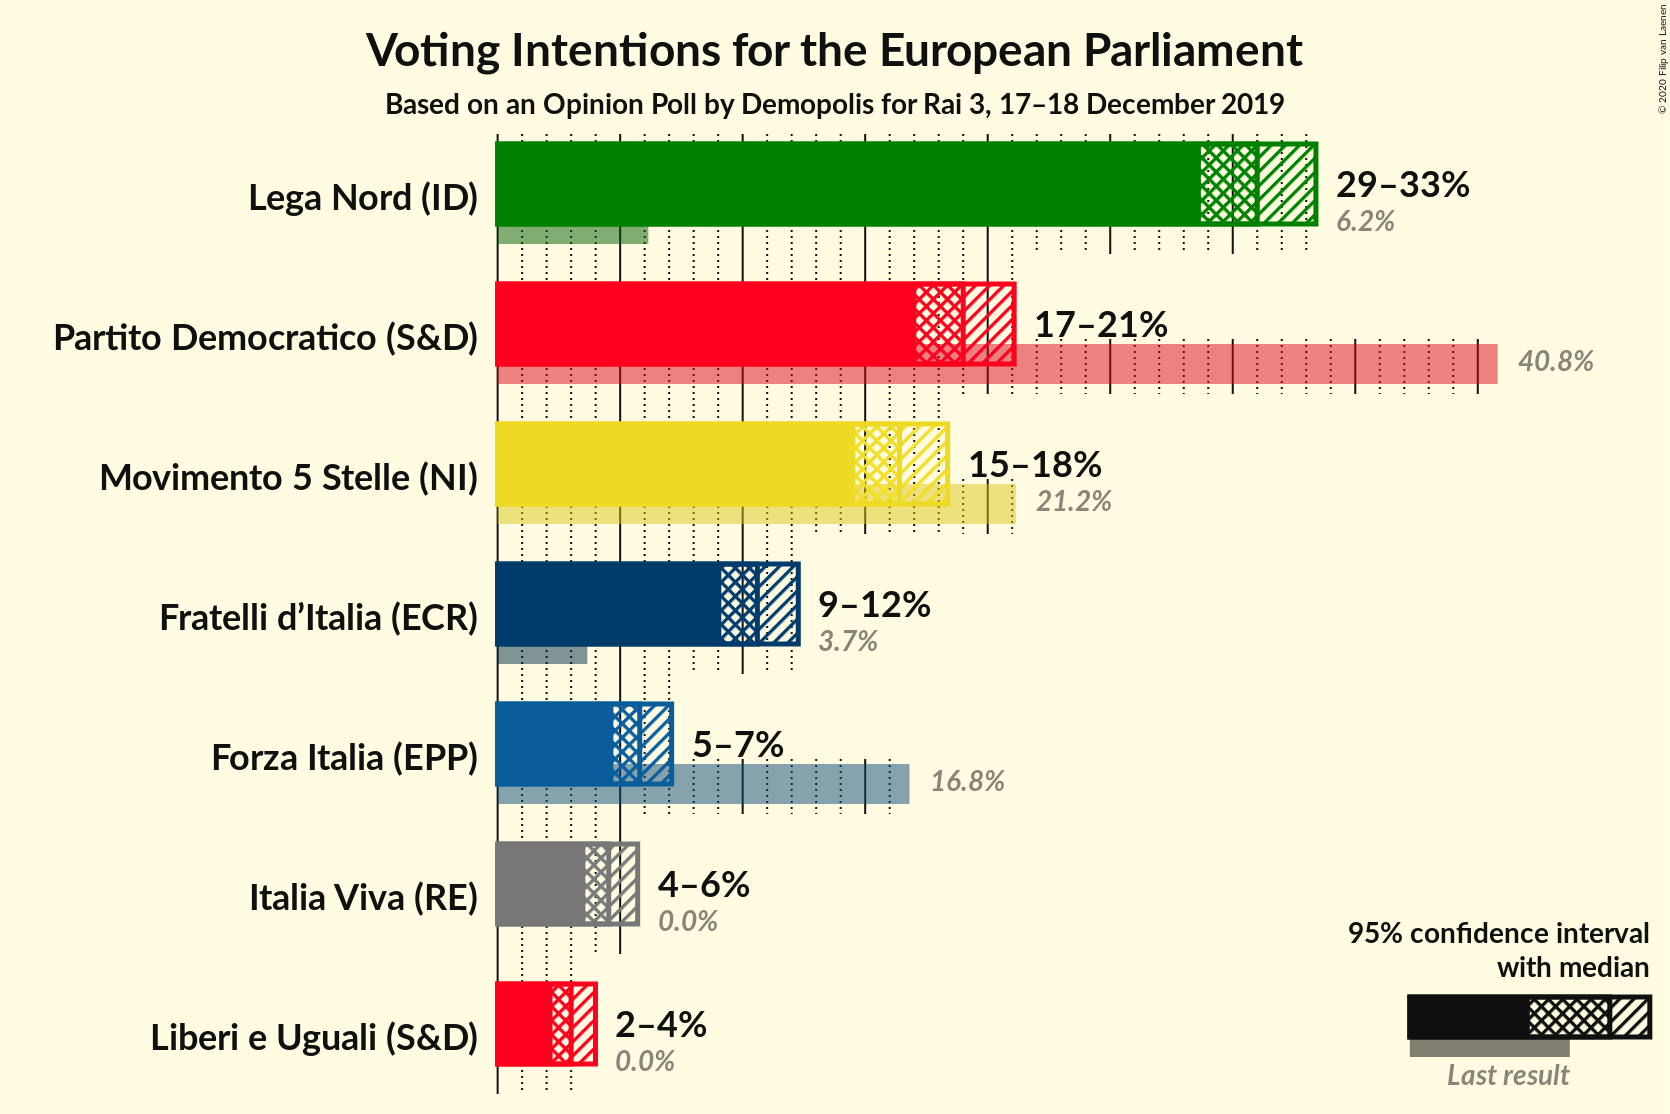 Voting Intentions for the European Parliament
Based on an Opinion Poll by Demopolis for Rai 3, 17–18 December 2019
© 2020 Filip van Laenen
Lega Nord (ID)
29–33%
6.2%
Partito Democratico (S&D)
17–21%
40.8%
Movimento 5 Stelle (NI)
15–18%
21.2%
Fratelli d’Italia (ECR)
9–12%
3.7%
Forza Italia (EPP)
5–7%
16.8%
Italia Viva (RE)
4–6%
0.0%
Liberi e Uguali (S&D)
2–4%
0.0%
95% confidence interval
with median
Last result